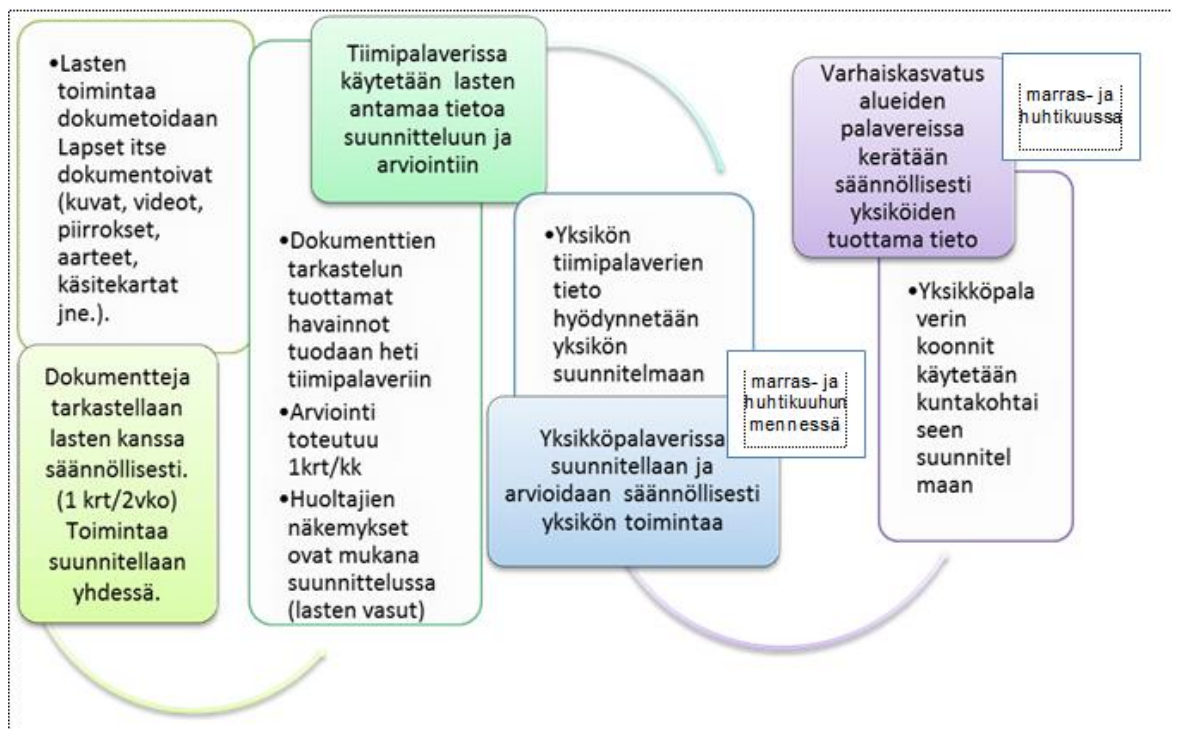 •Lasten
toimintaa
dokumetoidaan
Lapset itse
dokumentoivat
(kuvat, videot,
piirrokset,
aarteet,
käsitekartat
jne.).
Dokumentteja
tarkastellaan
lasten kanssa
säännöllisesti.
(1 krt/2vko)
Toimintaa
suunnitellaan
yhdessä.
Tiimipalaverissa
käytetään lasten
antamaa tietoa
suunnitteluun ja
arviointiin
•Dokumenttien
tarkastelun
tuottamat
havainnot
tuodaan heti
tiimipalaveriin
•Arviointi
toteutuu
1krt/kk
•Huoltajien
näkemykset
ovat mukana
suunnittelussa
(lasten vasut)
•Yksikön
tiimipalaverien
tieto
hyödynnetään
yksikön
suunnitelmaan
marras- ja
huhtikuuhun
mennessä
Yksikköpalaverissa
suunnitellaan ja
arvioidaan säännöllisesti
yksikön toimintaa
Varhaiskasvatus
alueiden
palavereissa
kerätään
säännöllisesti
yksiköiden
tuottama tieto
marras- ja
huhtikuussa
•Yksikköpala
verin
koonnit
käytetään
kuntakohtai
seen
suunnitel
maan